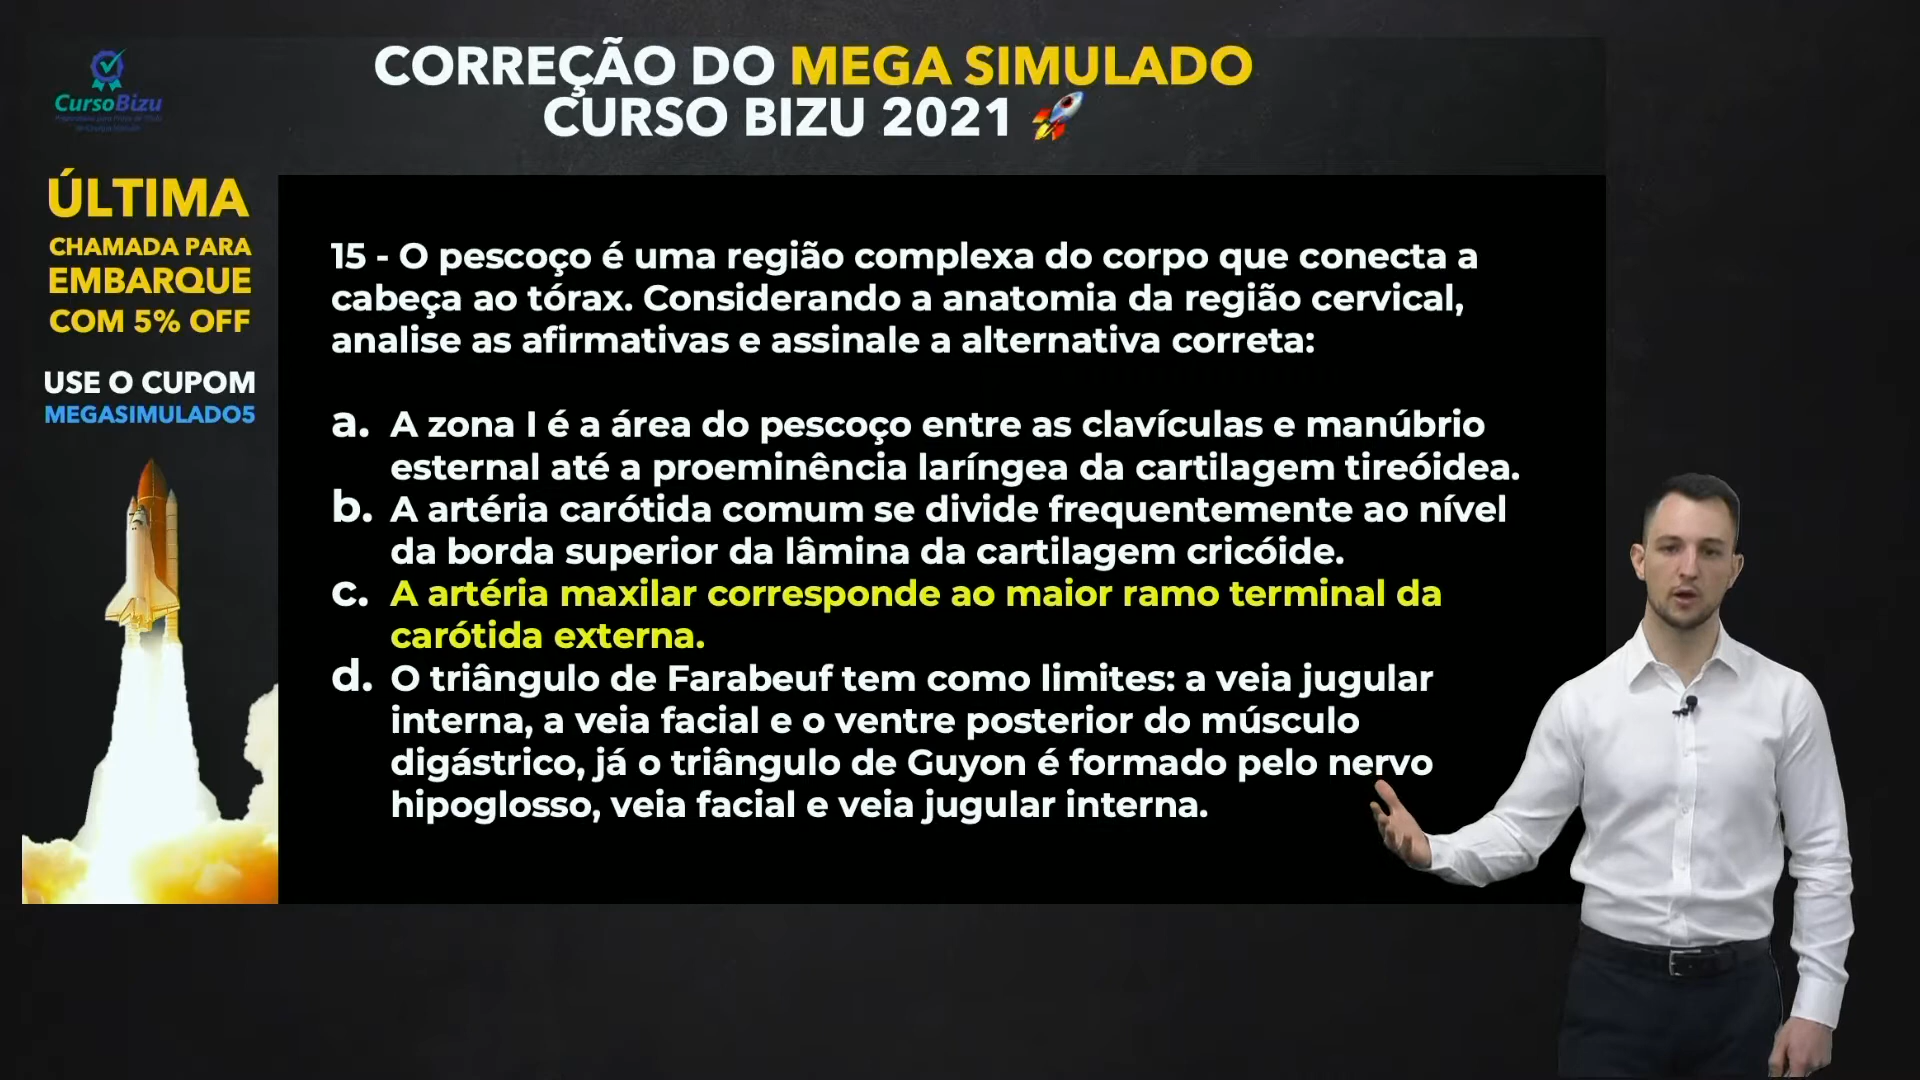 CORREÇÃO DO MEGA SIMULADO
CURSO BIZU 2021
CursoBizu
ÚLTIMA
CHAMADA PARA
EMBARQUE
COM 5% OFF
USE O CUPOM
MEGASIMULADO5
15 - O pescoço é uma região complexa do corpo que conecta a
cabeça ao tórax. Considerando a anatomia da região cervical,
analise as afirmativas e assinale a alternativa correta:
a. A zona I é a área do pescoço entre as clavículas e manúbrio
esternal até a proeminência laríngea da cartilagem tireóidea.
b. A artéria carótida comum se divide frequentemente ao nível
da borda superior da lâmina da cartilagem cricóide.
c. A artéria maxilar corresponde ao maior ramo terminal da
carótida externa.
d. O triângulo de Farabeuf tem como limites: a veia jugular
interna, a veia facial e o ventre posterior do músculo
digástrico, já o triângulo de Guyon é formado pelo nervo
hipoglosso, veia facial e veia jugular interna.